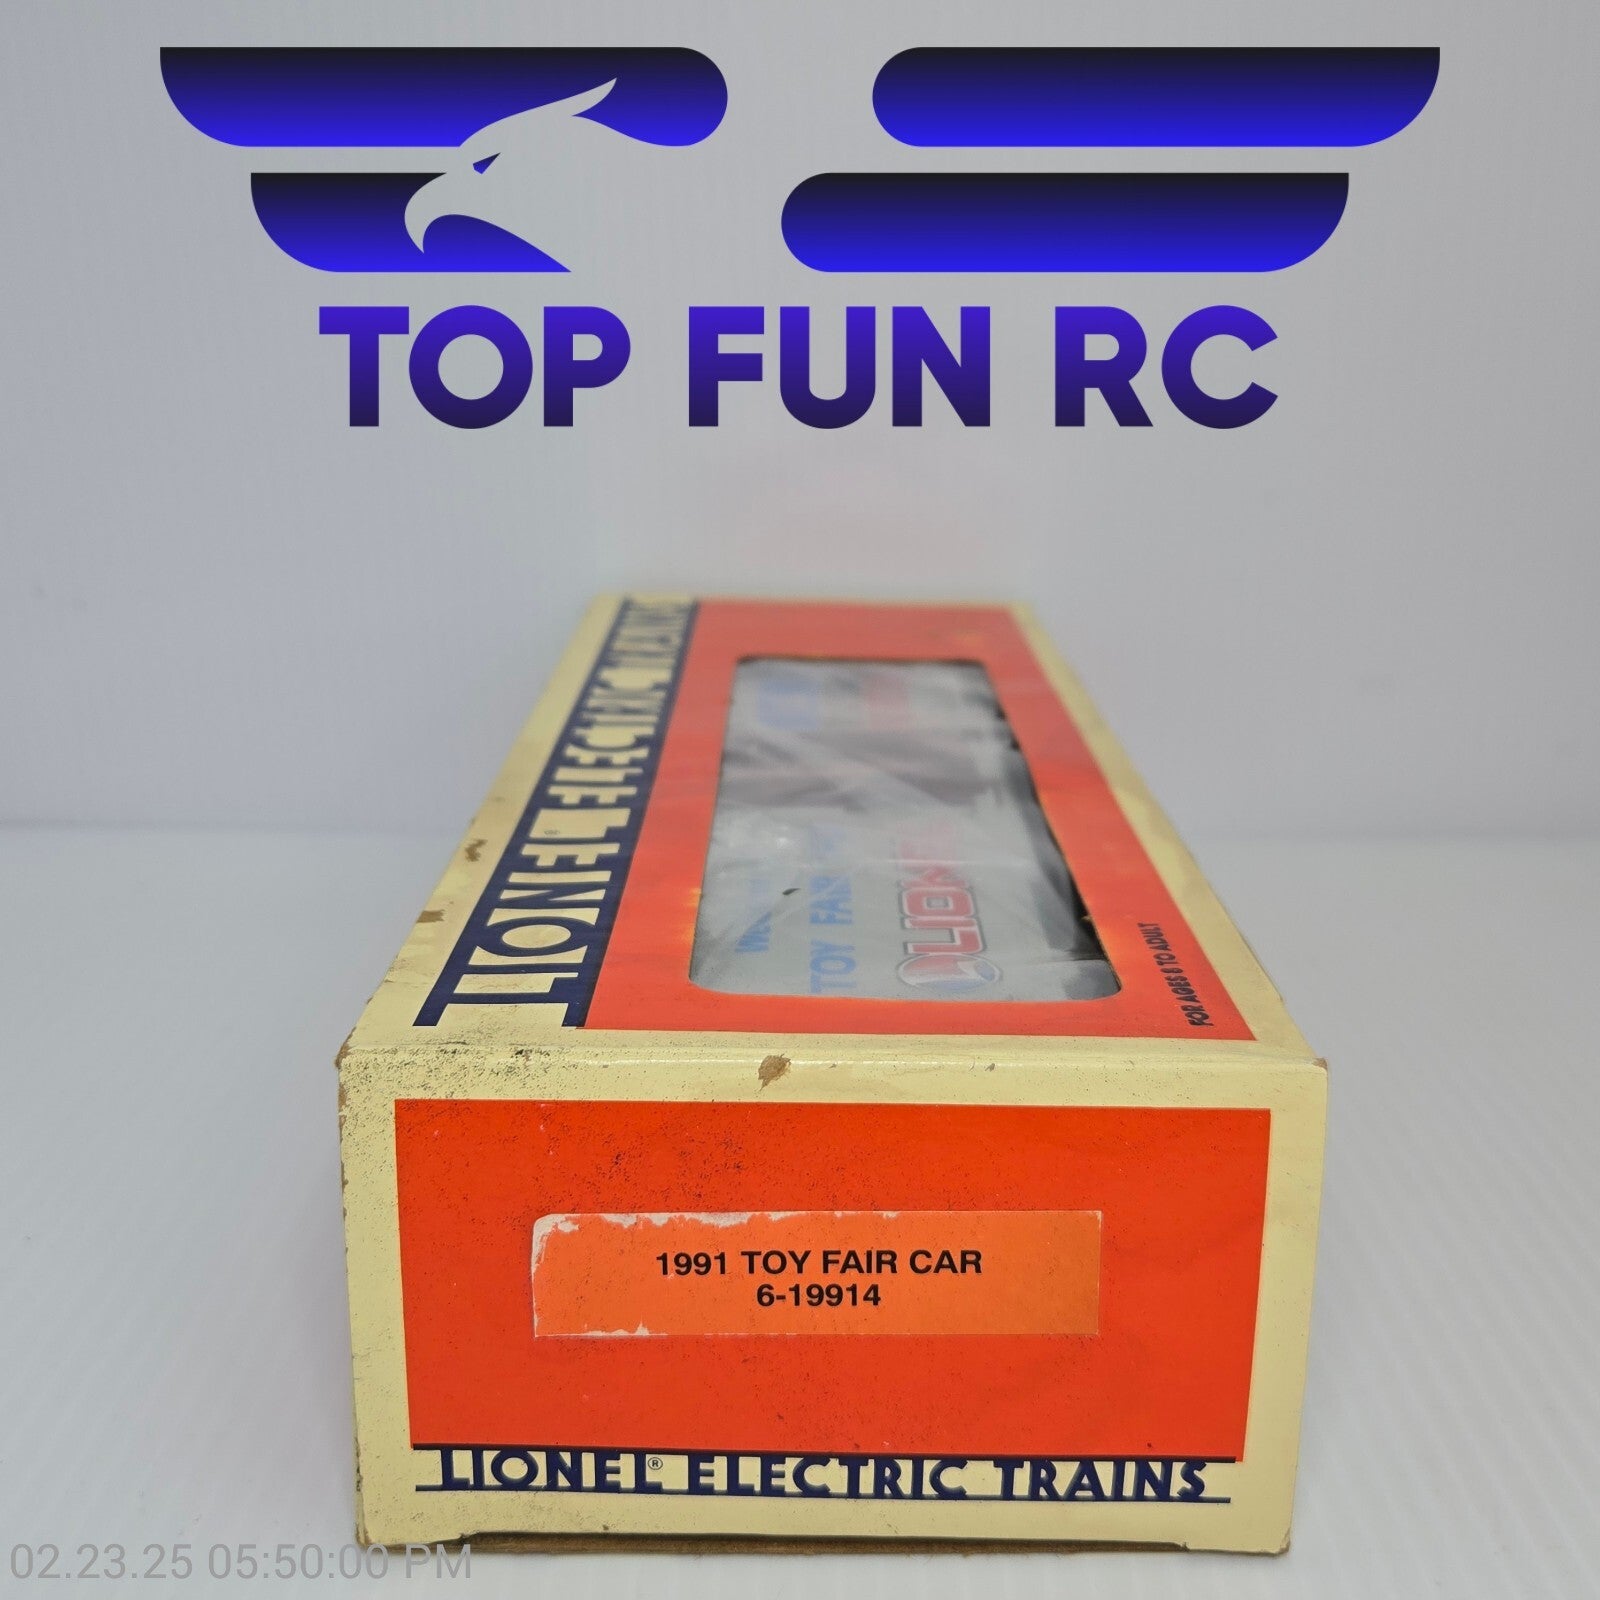 TOP FUN RC
LIONEL® ELECTRIC TRAINS
TOY FAIR
LION
FOR AGES 8 TO ADULT
1991 TOY FAIR CAR
6-19914
LIONEL® ELECTRIC TRAINS
02.23.25 05:50:00 PM